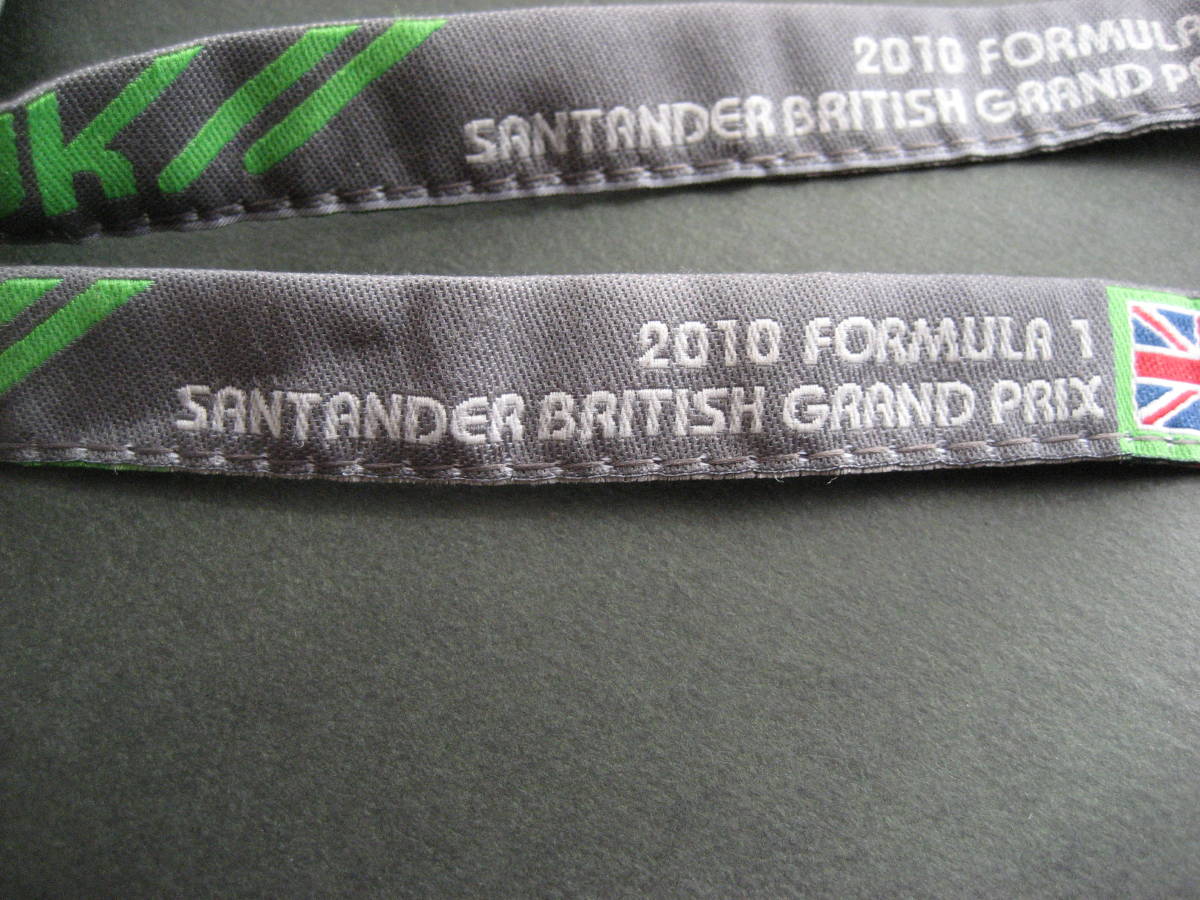 2010 FORMULA
SANTANDER BRITISH GRAND
2010 FORMULA 1
SANTANDER BRITISH GRAND PRIX